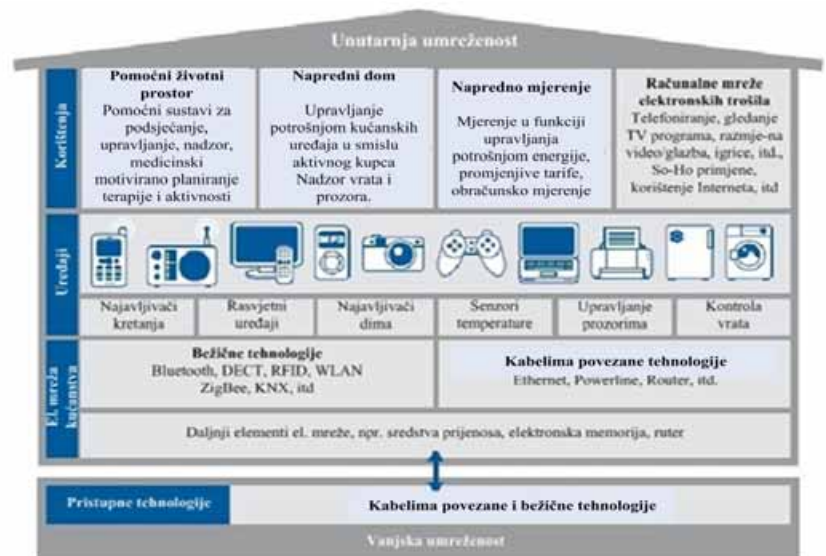 Unutarnja umreženost
Korištenja
Pomoćni životni
prostor
Pomoćni sustavi za
podsjećanje,
upravljanje, nadzor,
medicinski
motivirano planiranje
terapije i aktivnosti
Napredni dom
Upravljanje
potrošnjom kućanskih
uređaja u smislu
aktivnog kupca
Nadzor vrata i
prozora.
Napredno mjerenje
Mjerenje u funkciji
upravljanja
potrošnjom energije,
promjenjive tarife,
obračunsko mjerenje
Računalne mreže
elektronskih trošila
Telefoniranje, gledanje
TV programa, razmje-na
video/glazba, igrice, itd.,
So-Ho primjene,
korištenje Interneta, itd
Uređaji
Najavljivači
kretanja
Rasvjetni
uređaji
Najavljivači
dima
Senzori
temperature
Upravljanje
prozorima
Kontrola
vrata
El. mreža
kućanstva
Bežične tehnologije
Bluetooth, DECT, RFID, WLAN
ZigBee, KNX, itd
Kabelima povezane tehnologije
Ethernet, Powerline, Router, itd.
Daljnji elementi el. mreže, npr. sredstva prijenosa, elektronska memorija, ruter
Pristupne tehnologije
Kabelima povezane i bežične tehnologije
Vanjska umreženost